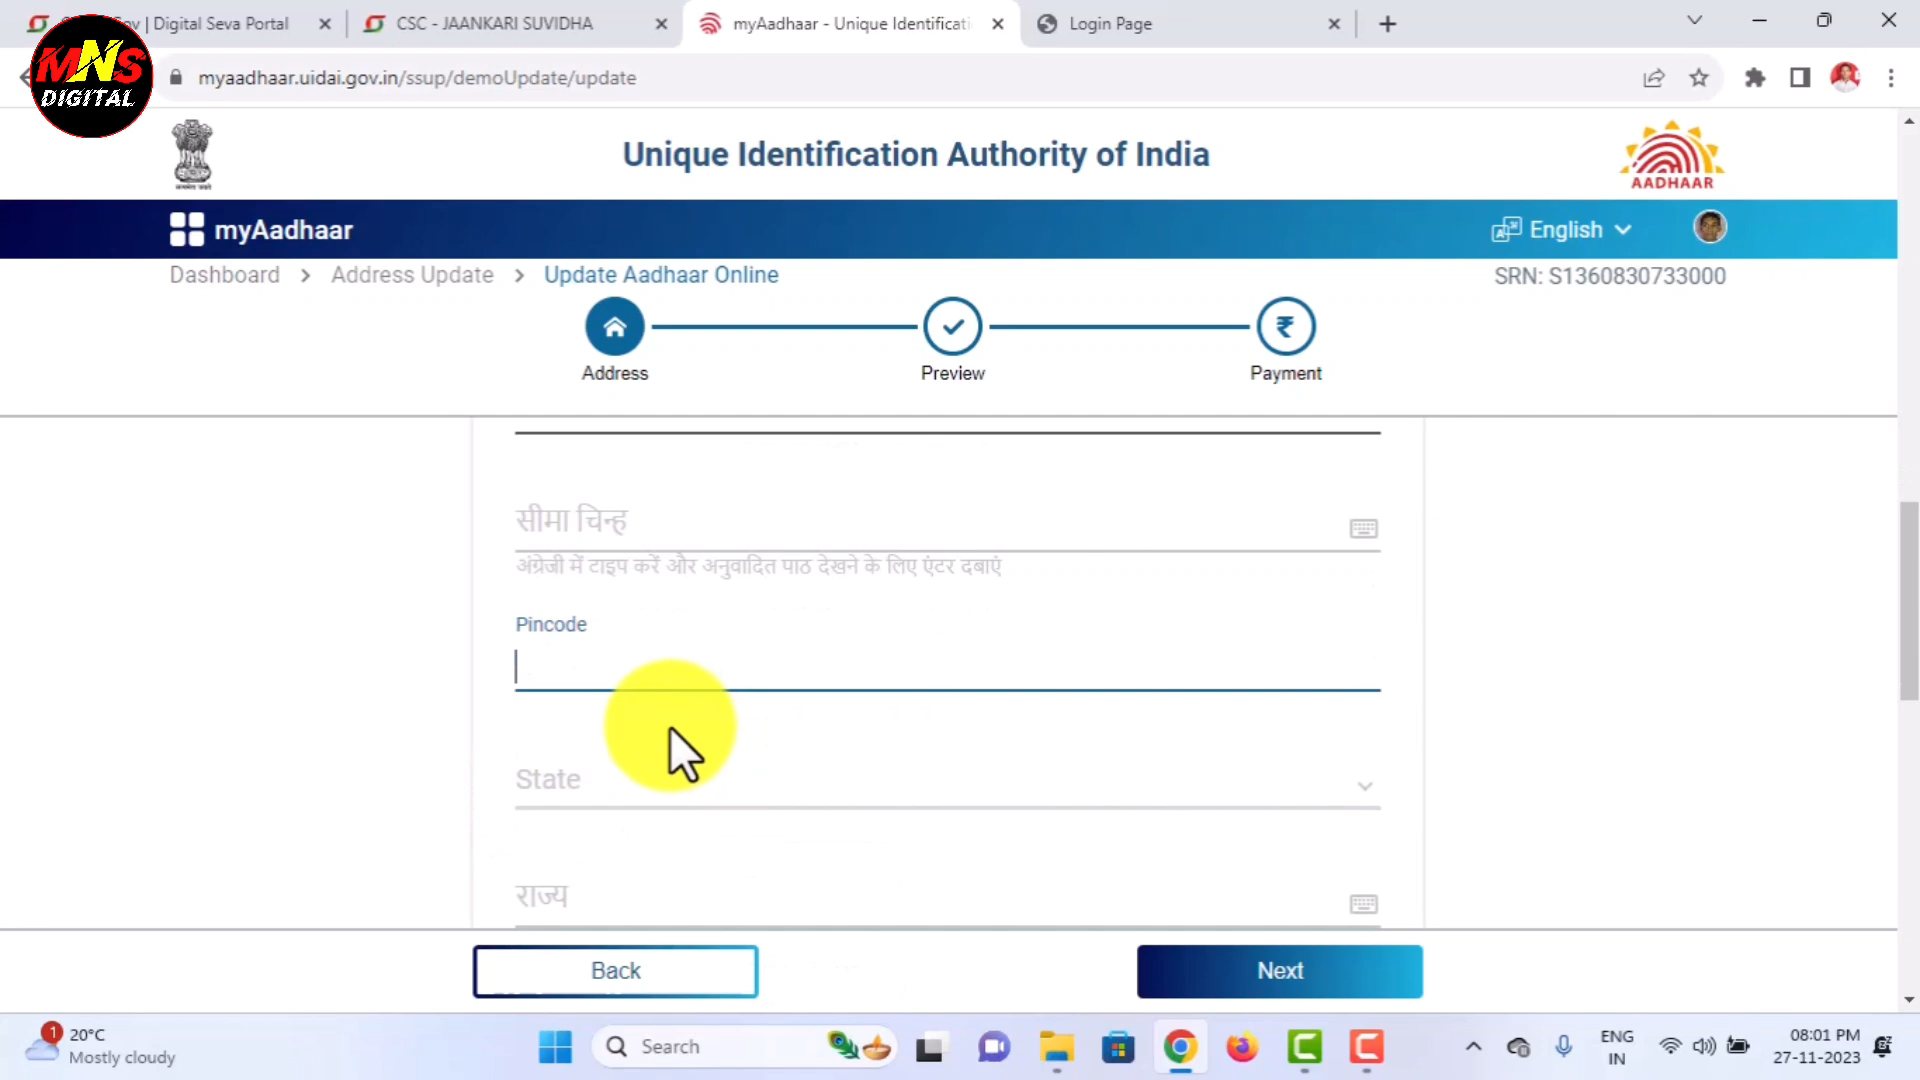 Gov | Digital Seva Portal
CSC - JAANKARI SUVIDHA
myAadhaar - Unique Identificati
Login Page
MNS
DIGITAL
myaadhaar.uidai.gov.in/ssup/demoUpdate/update
Unique Identification Authority of India
AADHAAR
myAadhaar
English
Dashboard > Address Update > Update Aadhaar Online
SRN: S1360830733000
Address
Preview
₹
Payment
सीमा चिन्ह
अंग्रेजी में टाइप करें और अनुवादित पाठ देखने के लिए एंटर दबाएं
Pincode
State
राज्य
Back
Next
1
20°C
Mostly cloudy
Search
ENG
IN
08:01 PM
27-11-2023